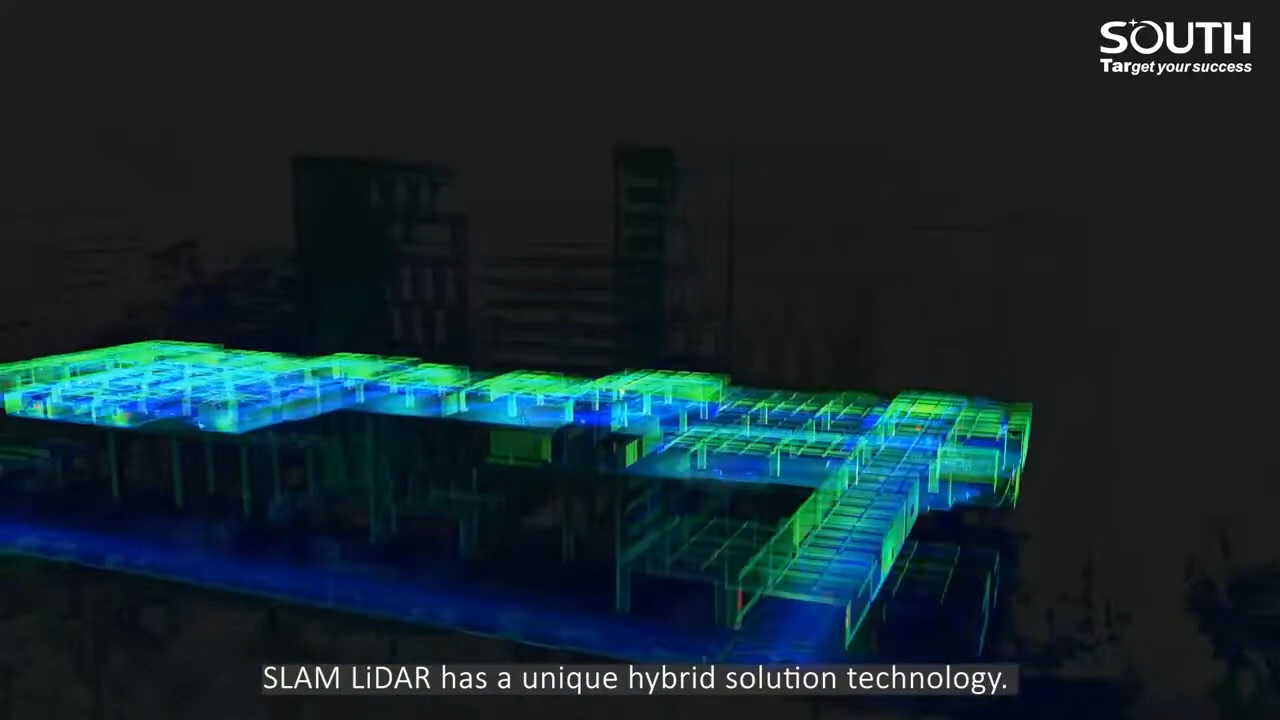 SOUTH
Target your success
SLAM LiDAR has a unique hybrid solution technology.